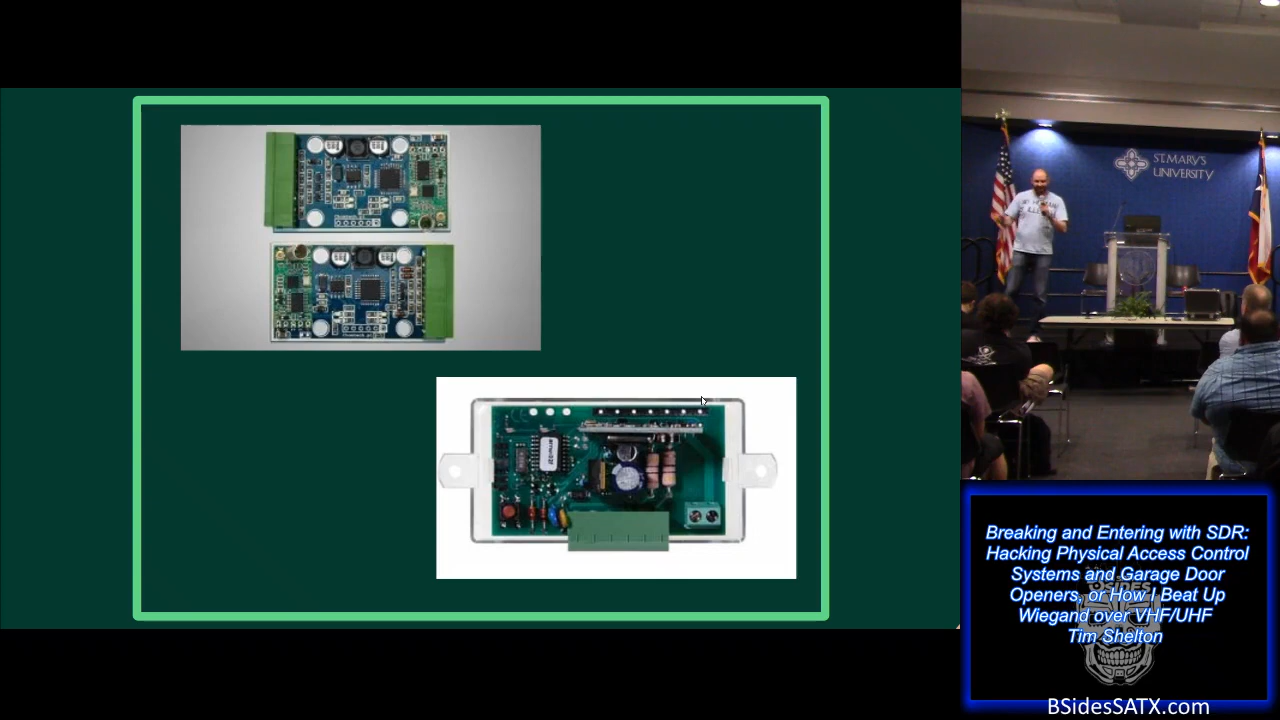 ST. MARY'S
UNIVERSITY
Breaking and Entering with SDR:
Hacking Physical Access Control
Systems and Garage Door
Openers, or How I Beat Up
Wiegand over VHF/UHF
Tim Shelton
BSIDES
BSidesSATX.com